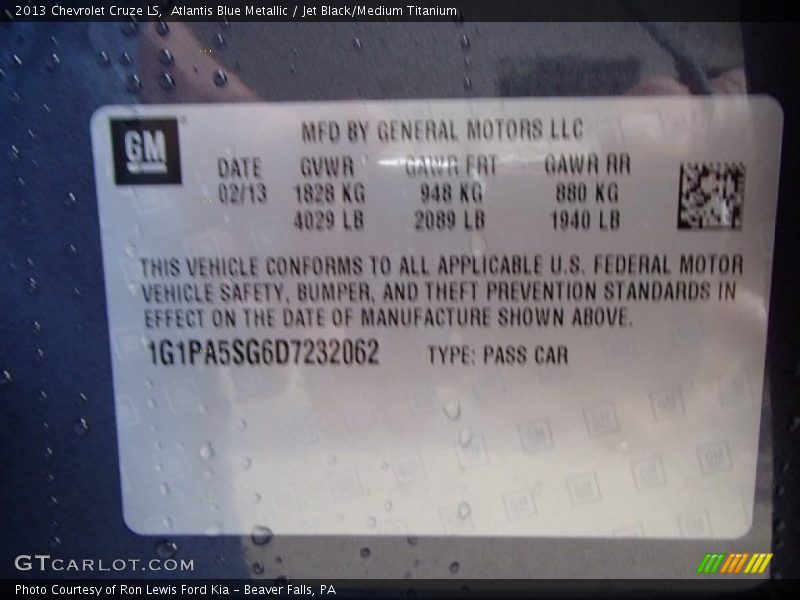 2013 Chevrolet Cruze LS, Atlantis Blue Metallic / Jet Black/Medium Titanium
GM
MFD BY GENERAL MOTORS LLC
DATE GVWR GAWR FRT GAWR RR
02/13 1828 KG 948 KG 880 KG
4029 LB 2089 LB 1940 LB
THIS VEHICLE CONFORMS TO ALL APPLICABLE U.S. FEDERAL MOTOR
VEHICLE SAFETY, BUMPER, AND THEFT PREVENTION STANDARDS IN
EFFECT ON THE DATE OF MANUFACTURE SHOWN ABOVE.
1G1PA5SG6D7232062 TYPE: PASS CAR
GTCARLOT.COM
Photo Courtesy of Ron Lewis Ford Kia - Beaver Falls, PA